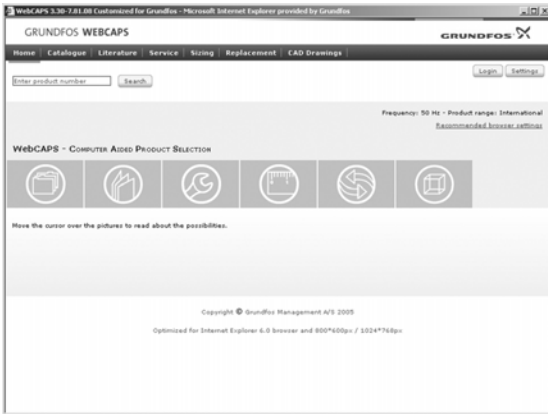 WebCAPS 3.30-7.01.08 Customized for Grundfos - Microsoft Internet Explorer provided by Grundfos
GRUNDFOS WEBCAPS
GRUNDFOS
Home | Catalogue | Literature | Service | Sizing | Replacement | CAD Drawings |
Login Settings
Enter product number Search
Frequency: 50 Hz - Product range: International
Recommended browser settings
WebCAPS - Computer Aided Product Selection
Move the cursor over the pictures to read about the possibilities.
Copyright © Grundfos Management A/S 2005
Optimized for Internet Explorer 6.0 browser and 800*600px / 1024*768px